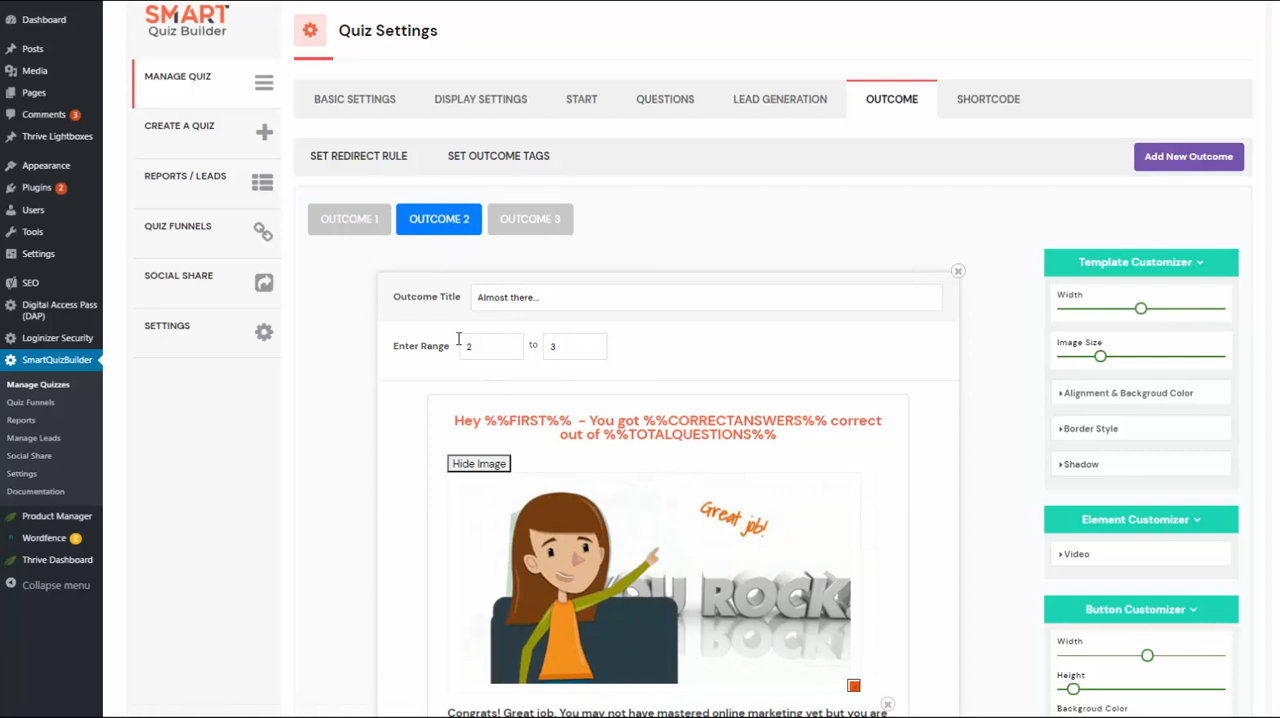 Dashboard
Posts
Media
Pages
Comments 3
Thrive Lightboxes
Appearance
Plugins 2
Users
Tools
Settings
SEO
Digital Access Pass
(DAP)
Loginizer Security
SmartQuizBuilder
Manage Quizzes
Quiz Funnels
Reports
Manage Leads
Social Share
Settings
Documentation
Product Manager
Wordfence 2
Thrive Dashboard
Collapse menu
SMART
Quiz Builder
MANAGE QUIZ
CREATE A QUIZ
REPORTS / LEADS
QUIZ FUNNELS
SOCIAL SHARE
SETTINGS
Quiz Settings
BASIC SETTINGS DISPLAY SETTINGS START QUESTIONS LEAD GENERATION OUTCOME SHORTCODE
SET REDIRECT RULE SET OUTCOME TAGS Add New Outcome
OUTCOME 1 OUTCOME 2 OUTCOME 3
Outcome Title Almost there...
Enter Range 2 to 3
Hey %%FIRST%% - You got %%CORRECTANSWERS%% correct
out of %%TOTALQUESTIONS%%
Hide Image
Great job!
YOU ROCK.
Congrats! Great job. You may not have mastered online marketing yet but you are
Template Customizer
Width
Image Size
Alignment & Backgroud Color
Border Style
Shadow
Element Customizer
Video
Button Customizer
Width
Height
Backgroud Color